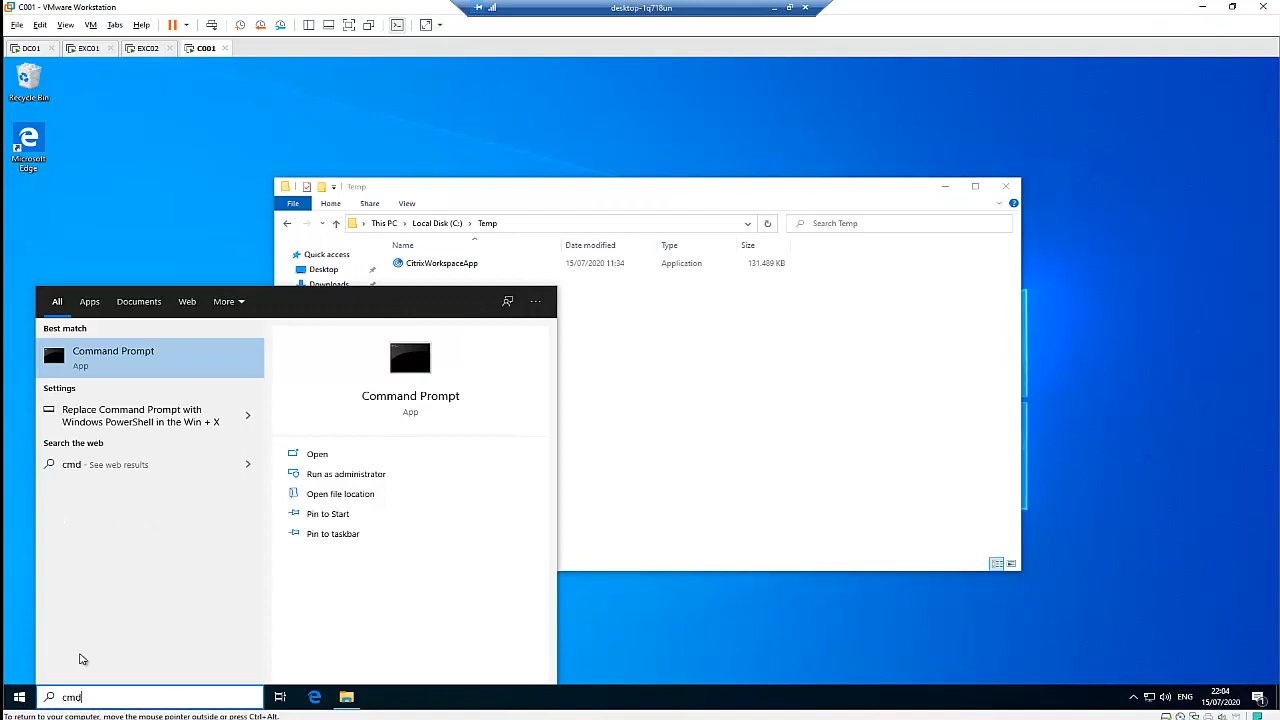 C001 - VMware Workstation
desktop-1q718un
File Edit View VM Tabs Help
DC01 EXC01 EXC02 C001
Recycle Bin
Microsoft
Edge
Temp
File Home Share View
This PC Local Disk (C:) Temp
Search Temp
Name Date modified Type Size
Quick access
Desktop
Downloads
CitrixWorkspaceApp 15/07/2020 11:34 Application 131.489 KB
All Apps Documents Web More
Best match
Command Prompt
App
Settings
Replace Command Prompt with
Windows PowerShell in the Win + X
Search the web
cmd - See web results
Command Prompt
App
Open
Run as administrator
Open file location
Pin to Start
Pin to taskbar
cmd
ENG
22:04
15/07/2020
1
To return to your computer, move the mouse pointer outside or press Ctrl+Alt.